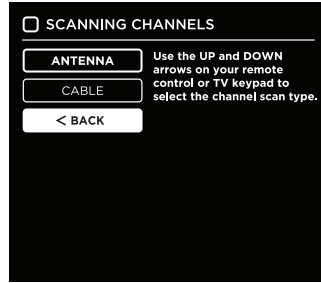 SCANNING CHANNELS
ANTENNA
CABLE
< BACK
Use the UP and DOWN
arrows on your remote
control or TV keypad to
select the channel scan type.